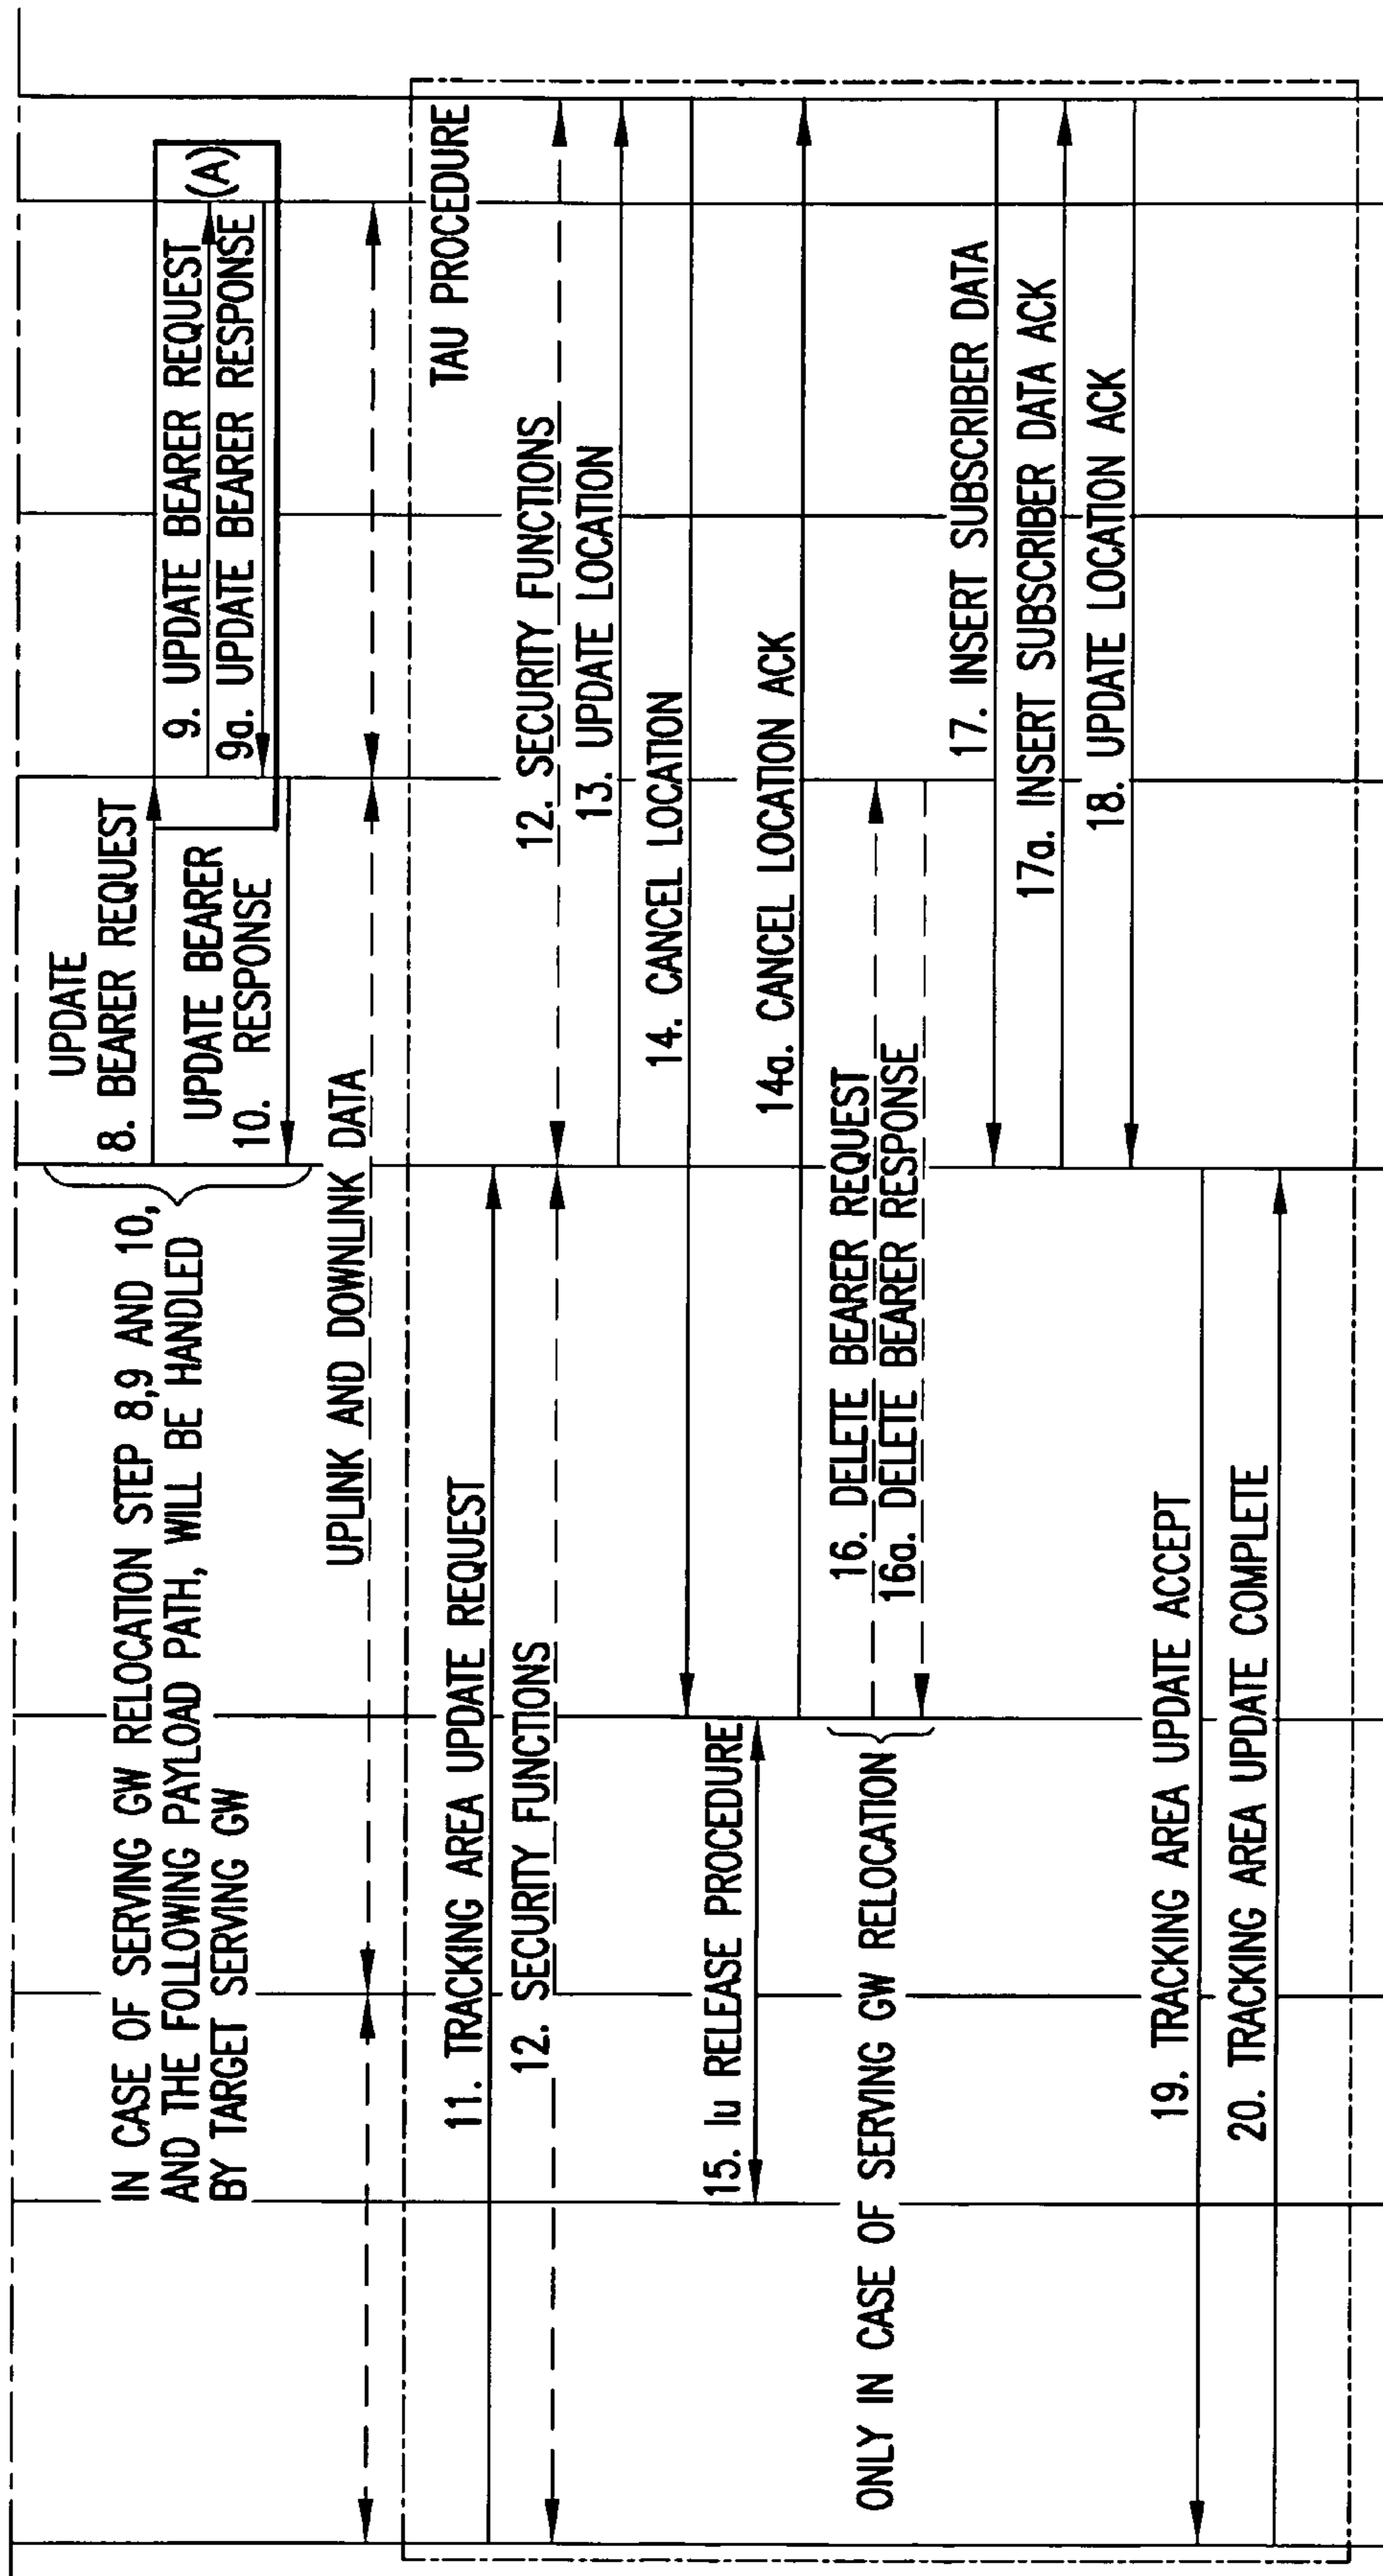 UPDATE
8. BEARER REQUEST
9. UPDATE BEARER REQUEST
(A)
9a. UPDATE BEARER RESPONSE
UPDATE BEARER
10. RESPONSE
IN CASE OF SERVING GW RELOCATION STEP 8,9 AND 10,
AND THE FOLLOWING PAYLOAD PATH, WILL BE HANDLED
BY TARGET SERVING GW
UPLINK AND DOWNLINK DATA
TAU PROCEDURE
11. TRACKING AREA UPDATE REQUEST
12. SECURITY FUNCTIONS
12. SECURITY FUNCTIONS
13. UPDATE LOCATION
14. CANCEL LOCATION
15. Iu RELEASE PROCEDURE
14a. CANCEL LOCATION ACK
16. DELETE BEARER REQUEST
ONLY IN CASE OF SERVING GW RELOCATION
16a. DELETE BEARER RESPONSE
17. INSERT SUBSCRIBER DATA
17a. INSERT SUBSCRIBER DATA ACK
18. UPDATE LOCATION ACK
19. TRACKING AREA UPDATE ACCEPT
20. TRACKING AREA UPDATE COMPLETE